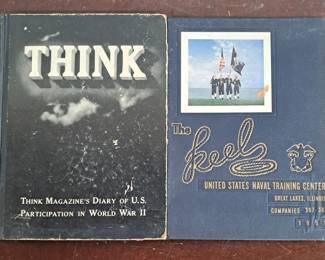 THINK
THINK MAGAZINE'S DIARY OF U.S.
PARTICIPATION IN WORLD WAR II
The
Keel
UNITED STATES NAVAL TRAINING CENTER
GREAT LAKES, ILLINOIS
COMPANIES